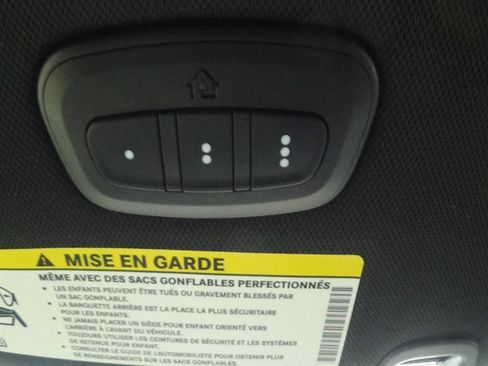 MISE EN GARDE
MÊME AVEC DES SACS GONFLABLES PERFECTIONNÉS
• LES ENFANTS PEUVENT ÊTRE TUÉS OU GRAVEMENT BLESSÉS PAR
UN SAC GONFLABLE.
• LA BANQUETTE ARRIÈRE EST LA PLACE LA PLUS SÉCURITAIRE
POUR LES ENFANTS.
• NE JAMAIS PLACER UN SIÈGE POUR ENFANT ORIENTÉ VERS
L'ARRIÈRE À L'AVANT DU VÉHICULE.
• TOUJOURS UTILISER LES CEINTURES DE SÉCURITÉ ET LES SYSTÈMES
DE RETENUE POUR ENFANT.
• CONSULTER LE GUIDE DE L'AUTOMOBILISTE POUR OBTENIR PLUS
DE RENSEIGNEMENTS SUR LES SACS GONFLABLES.